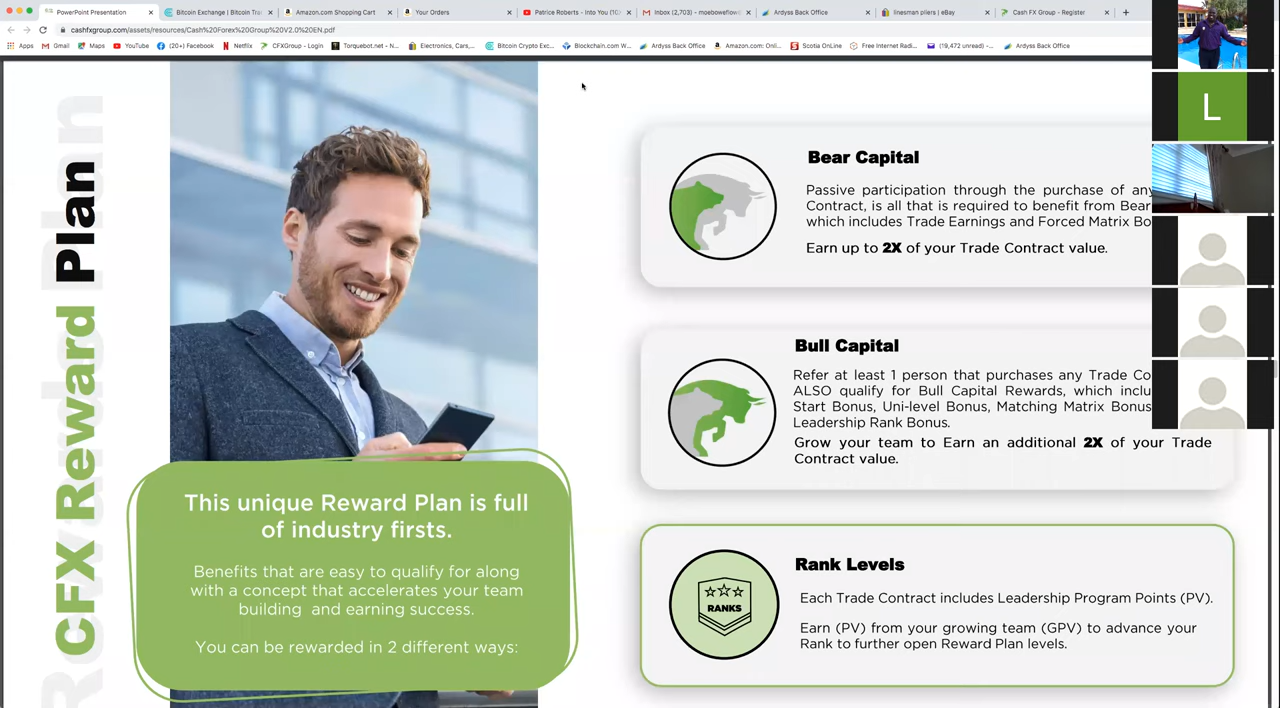 PowerPoint Presentation
Bitcoin Exchange | Bitcoin Tra
Amazon.com Shopping Cart
Your Orders
Patrice Roberts - Into You (10
Inbox (2,703) - moeboweflow
Ardyss Back Office
linesman pliers | eBay
Cash FX Group - Register
cashfxgroup.com/assets/resources/Cash%20Forex%20Group%20V2.0%20EN.pdf
Apps
Gmail
Maps
YouTube
(20+) Facebook
Netflix
CFXGroup - Login
Torquebot.net - N...
Electronics, Cars,...
Bitcoin Crypto Exc...
Blockchain.com W...
Ardyss Back Office
Amazon.com: Onli...
Scotia OnLine
Free Internet Radi...
(19,472 unread) -...
Ardyss Back Office
CFX Reward Plan
This unique Reward Plan is full
of industry firsts.
Benefits that are easy to qualify for along
with a concept that accelerates your team
building and earning success.
You can be rewarded in 2 different ways:
Bear Capital
Passive participation through the purchase of any
Contract, is all that is required to benefit from Bear
which includes Trade Earnings and Forced Matrix Bo
Earn up to 2X of your Trade Contract value.
Bull Capital
Refer at least 1 person that purchases any Trade Co
ALSO qualify for Bull Capital Rewards, which inclu
Start Bonus, Uni-level Bonus, Matching Matrix Bonus
Leadership Rank Bonus.
Grow your team to Earn an additional 2X of your Trade
Contract value.
RANKS
Rank Levels
Each Trade Contract includes Leadership Program Points (PV).
Earn (PV) from your growing team (GPV) to advance your
Rank to further open Reward Plan levels.
L